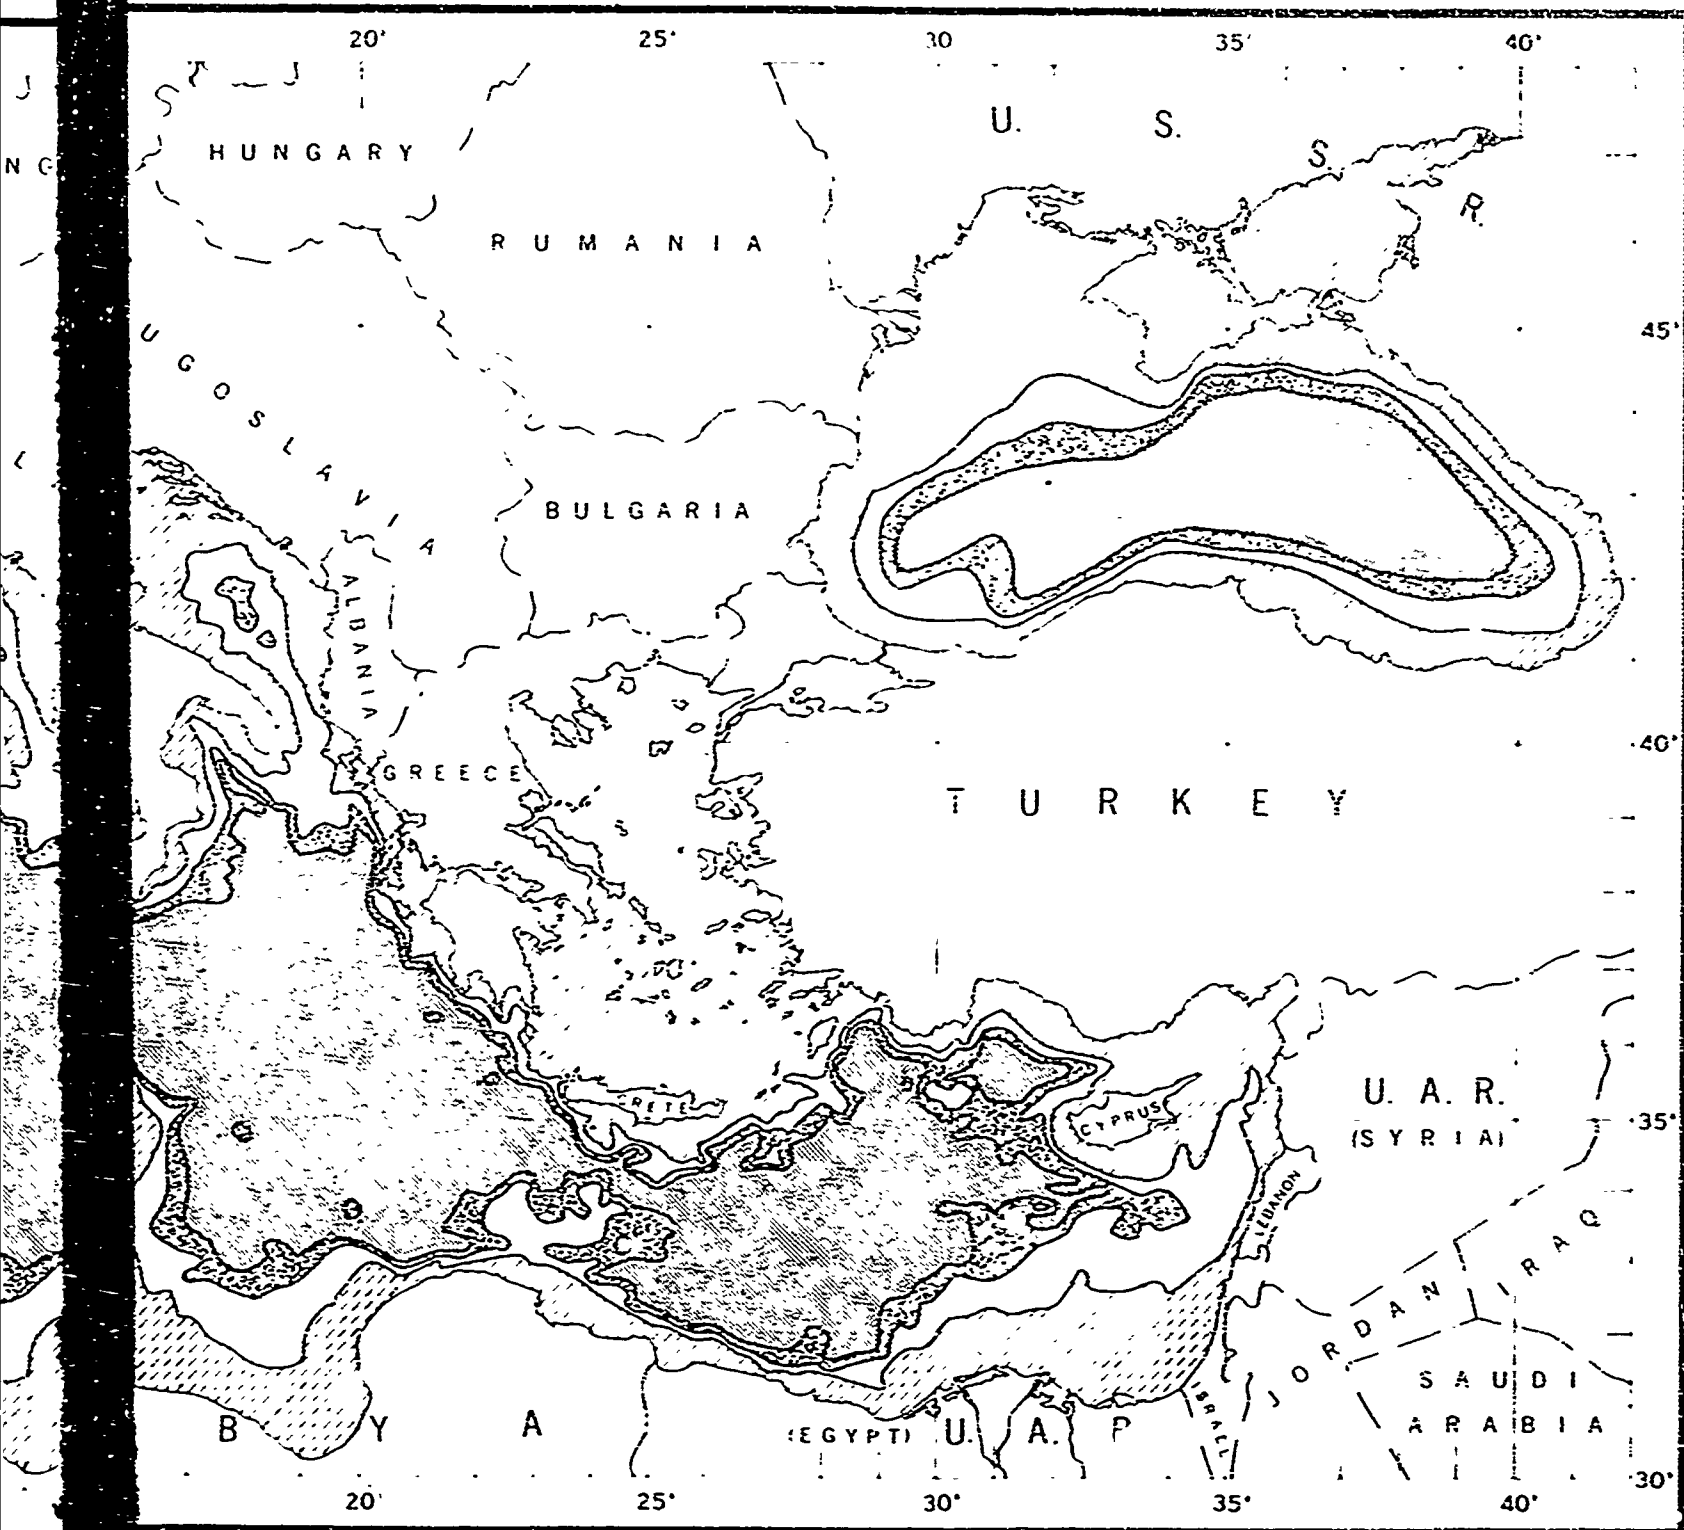 20° 25° 30 35° 40°
J
U. S. S. R.
HUNGARY
NG
RUMANIA
45°
UGOSLAVIA
L
BULGARIA
ALBANIA
40°
GREECE
TURKEY
U. A. R.
(SYRIA)
CRETE
CYPRUS
35°
LEBANON
IRAQ
JORDAN
SAUDI
ARABIA
ISRAEL
B Y A
(EGYPT) U. A. R
30°
20° 25° 30° 35° 40°